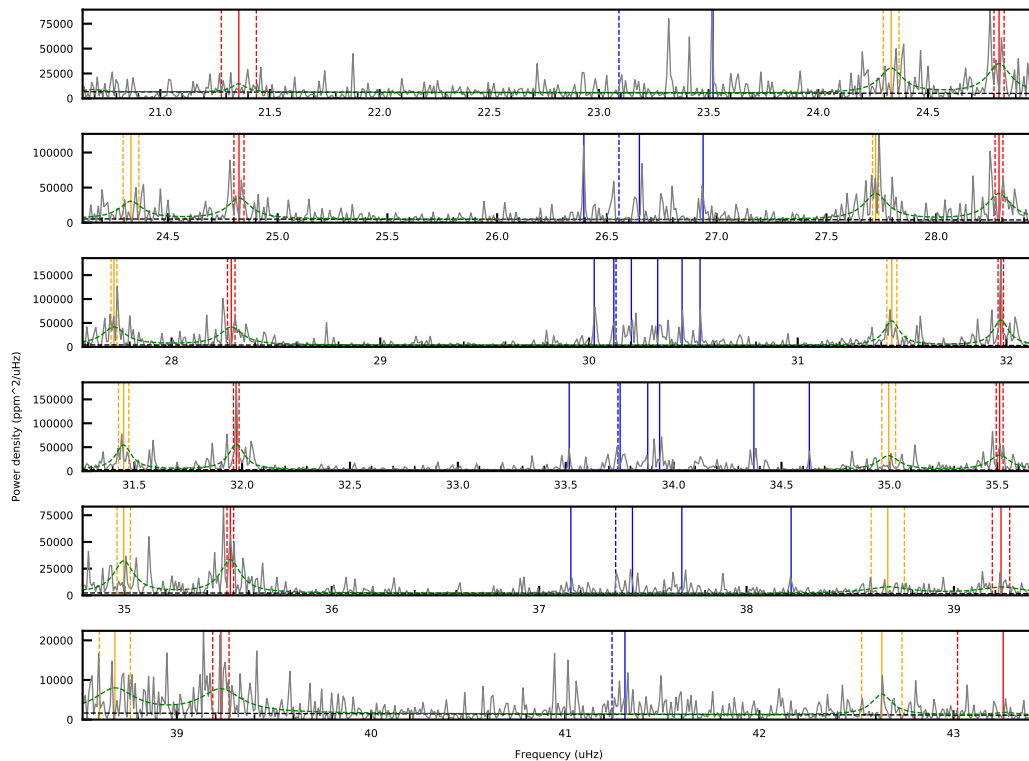 75000
50000
25000
0
21.0 21.5 22.0 22.5 23.0 23.5 24.0 24.5
100000
50000
0
24.5 25.0 25.5 26.0 26.5 27.0 27.5 28.0
150000
100000
50000
0
28 29 30 31 32
150000
100000
50000
0
31.5 32.0 32.5 33.0 33.5 34.0 34.5 35.0 35.5
75000
50000
25000
0
35 36 37 38 39
20000
10000
0
39 40 41 42 43
Power density (ppm^2/uHz)
Frequency (uHz)